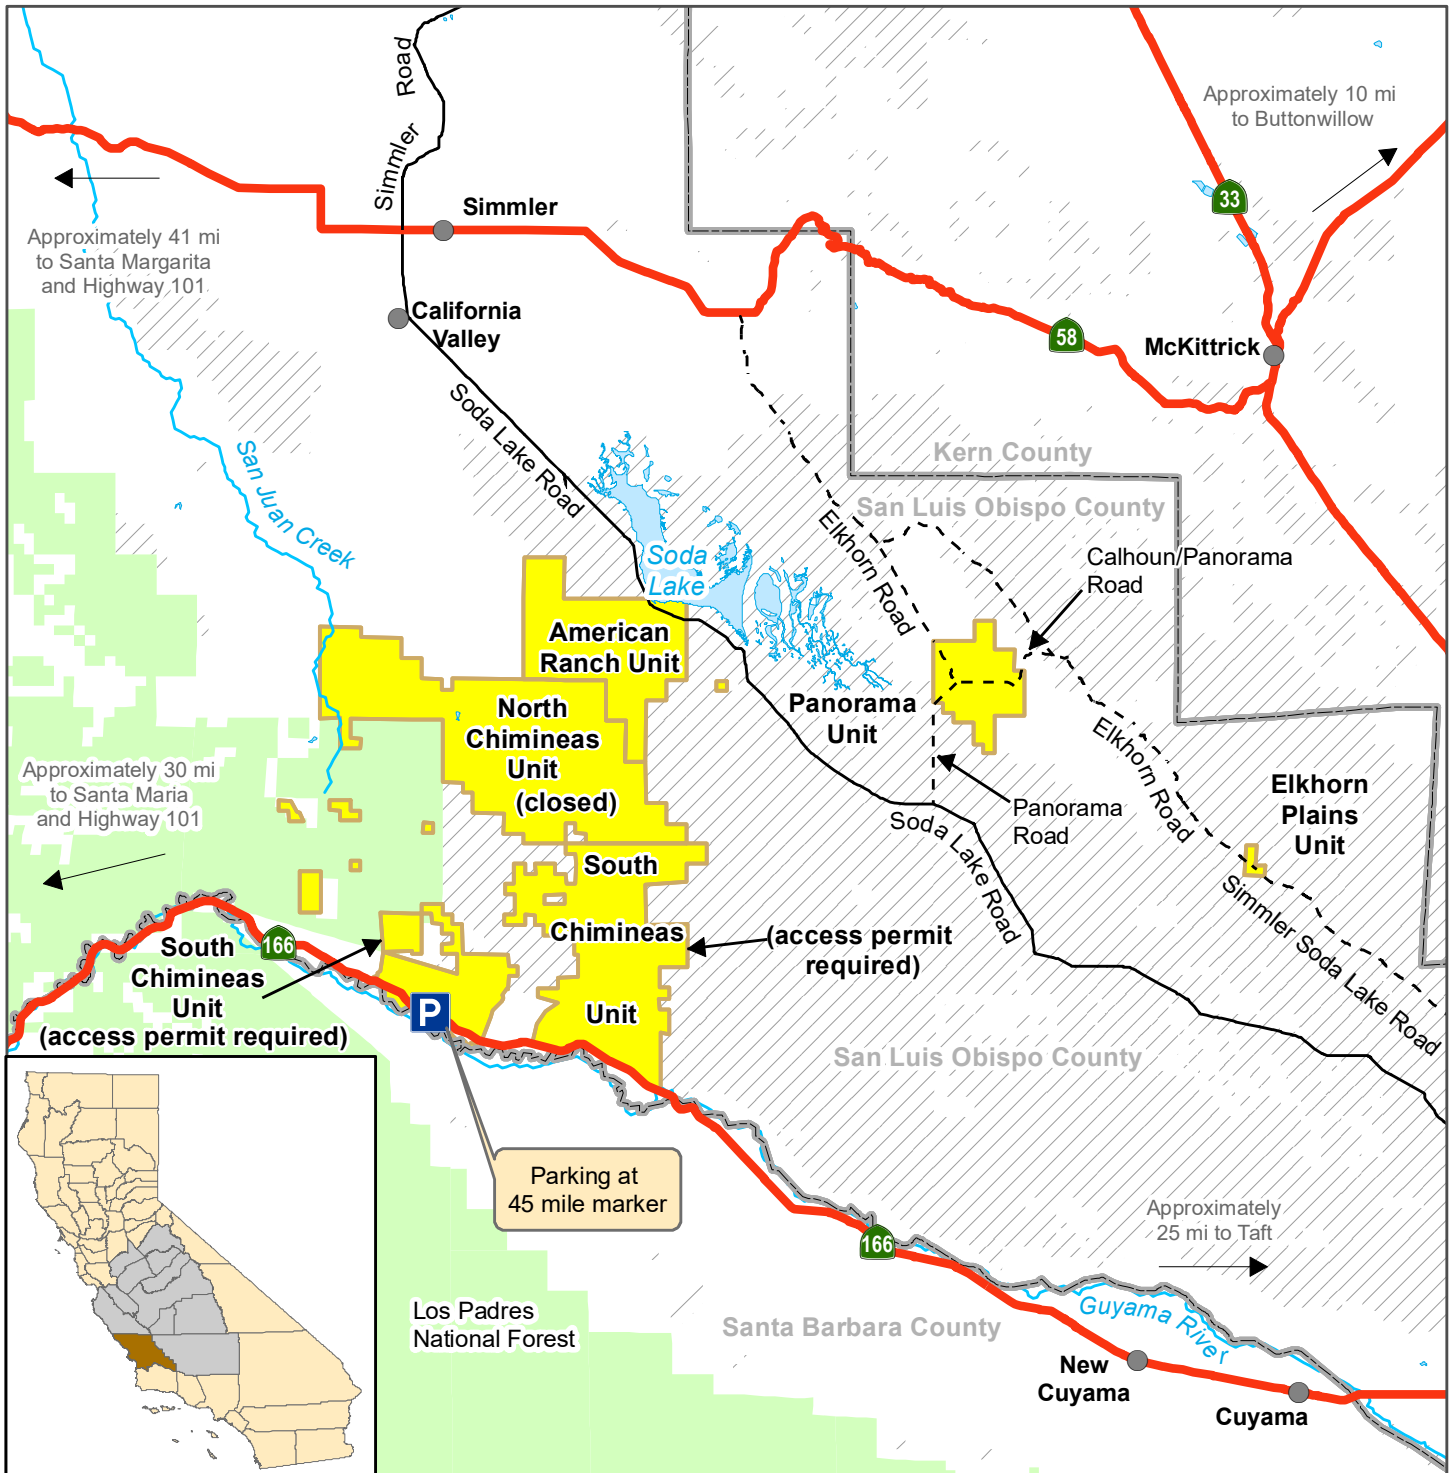 Road
Simmler
Approximately 10 mi
to Buttonwillow
33
Simmler
Approximately 41 mi
to Santa Margarita
and Highway 101
California
Valley
58
McKittrick
Soda Lake Road
Kern County
San Luis Obispo County
San Juan Creek
Elkhorn Road
Soda
Lake
Calhoun/Panorama
Road
American
Ranch Unit
North
Chimineas
Unit
(closed)
Panorama
Unit
Elkhorn Road
Approximately 30 mi
to Santa Maria
and Highway 101
Panorama
Road
Elkhorn
Plains
Unit
Soda Lake Road
South
Chimineas
Unit
(access permit
required)
Simmler Soda Lake Road
166
South
Chimineas
Unit
(access permit required)
P
San Luis Obispo County
Parking at
45 mile marker
Approximately
25 mi to Taft
166
Guyama River
Los Padres
National Forest
Santa Barbara County
New
Cuyama
Cuyama